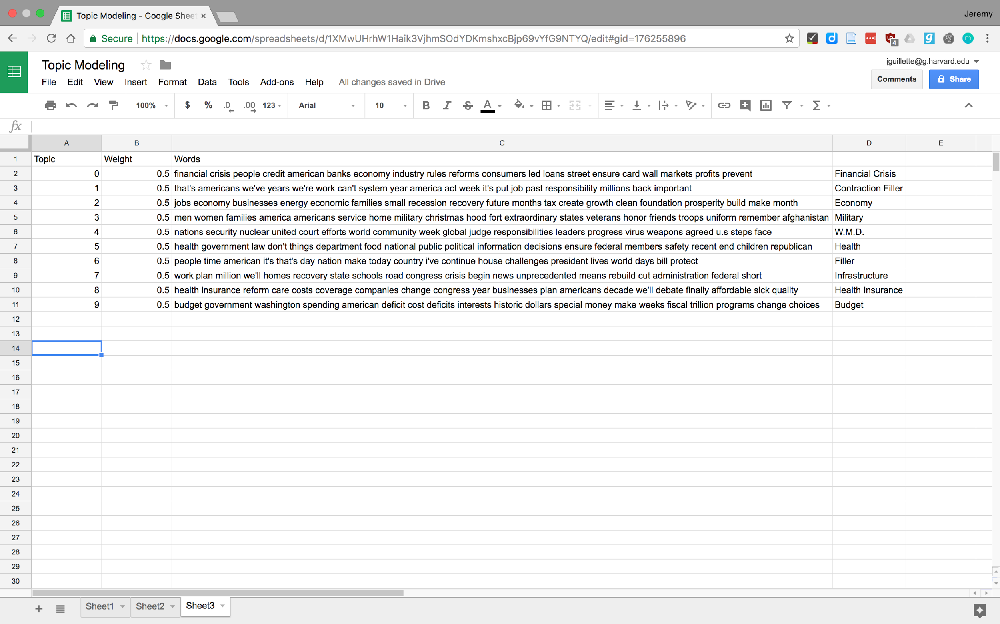 Topic Modeling - Google Sheet
Jeremy
Secure https://docs.google.com/spreadsheets/d/1XMwUHrhW1Haik3VjhmSOdYDKmshxcBjp69vYfG9NTYQ/edit#gid=176255896
4
Topic Modeling
jguillette@g.harvard.edu
File Edit View Insert Format Data Tools Add-ons Help All changes saved in Drive
Comments Share
100% $ % .0 .00 123 Arial 10 B I S A Σ
fx
A B C D E
1 Topic Weight Words
2 0 0.5 financial crisis people credit american banks economy industry rules reforms consumers led loans street ensure card wall markets profits prevent Financial Crisis
3 1 0.5 that's americans we've years we're work can't system year america act week it's put job past responsibility millions back important Contraction Filler
4 2 0.5 jobs economy businesses energy economic families small recession recovery future months tax create growth clean foundation prosperity build make month Economy
5 3 0.5 men women families america americans service home military christmas hood fort extraordinary states veterans honor friends troops uniform remember afghanistan Military
6 4 0.5 nations security nuclear united court efforts world community week global judge responsibilities leaders progress virus weapons agreed u.s steps face W.M.D.
7 5 0.5 health government law don't things department food national public political information decisions ensure federal members safety recent end children republican Health
8 6 0.5 people time american it's that's day nation make today country i've continue house challenges president lives world days bill protect Filler
9 7 0.5 work plan million we'll homes recovery state schools road congress crisis begin news unprecedented means rebuild cut administration federal short Infrastructure
10 8 0.5 health insurance reform care costs coverage companies change congress year businesses plan americans decade we'll debate finally affordable sick quality Health Insurance
11 9 0.5 budget government washington spending american deficit cost deficits interests historic dollars special money make weeks fiscal trillion programs change choices Budget
12
13
14
15
16
17
18
19
20
21
22
23
24
25
26
27
28
29
30
Sheet1 Sheet2 Sheet3